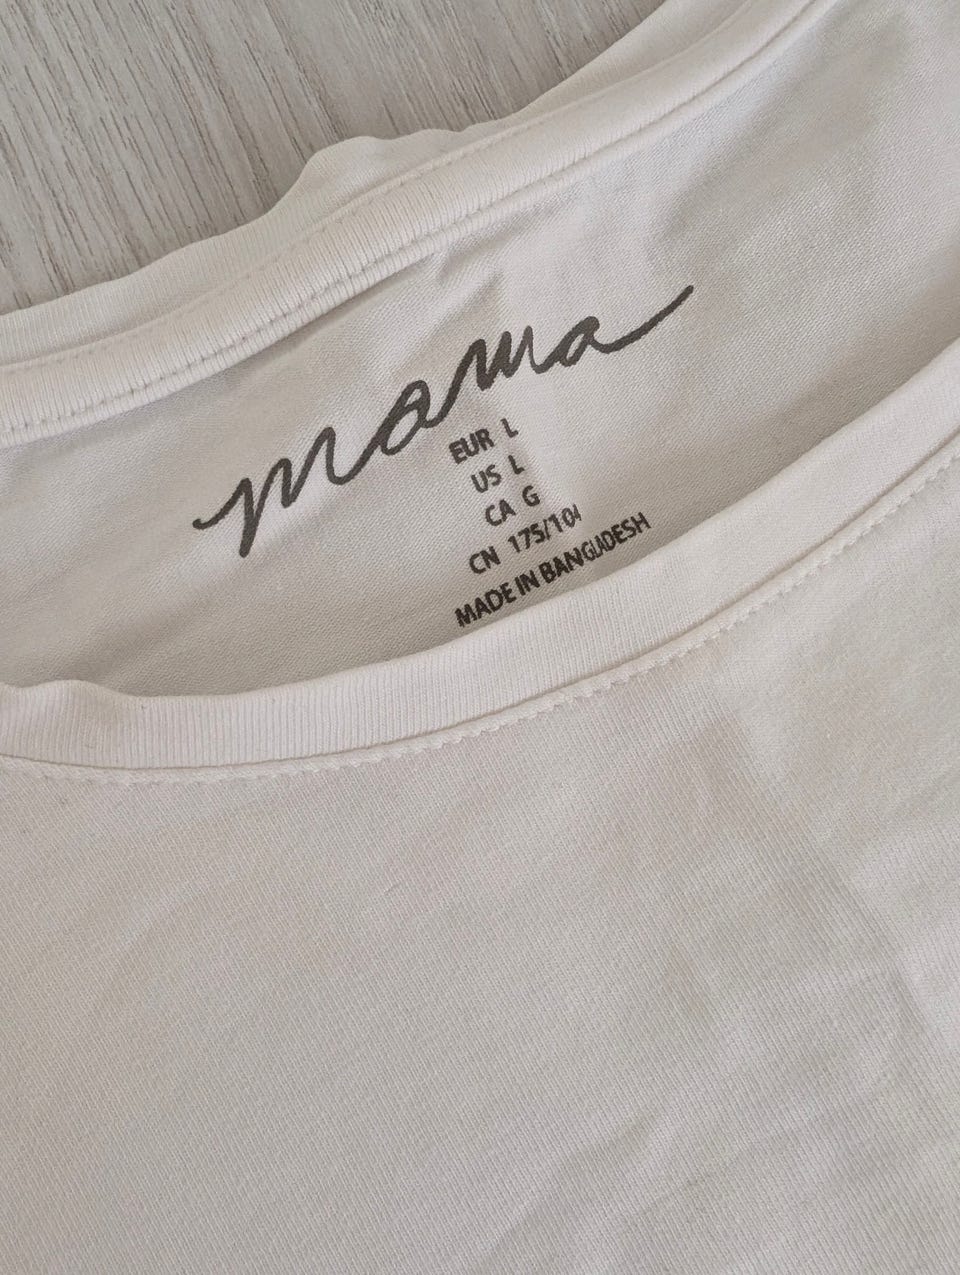 mama
EUR L
US L
CA G
CN 175/104
MADE IN BANGLADESH